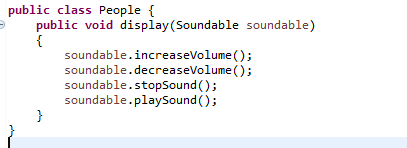 public class People {
    public void display(Soundable soundable)
    {
        soundable.increaseVolume();
        soundable.decreaseVolume();
        soundable.stopSound();
        soundable.playSound();
    }
}